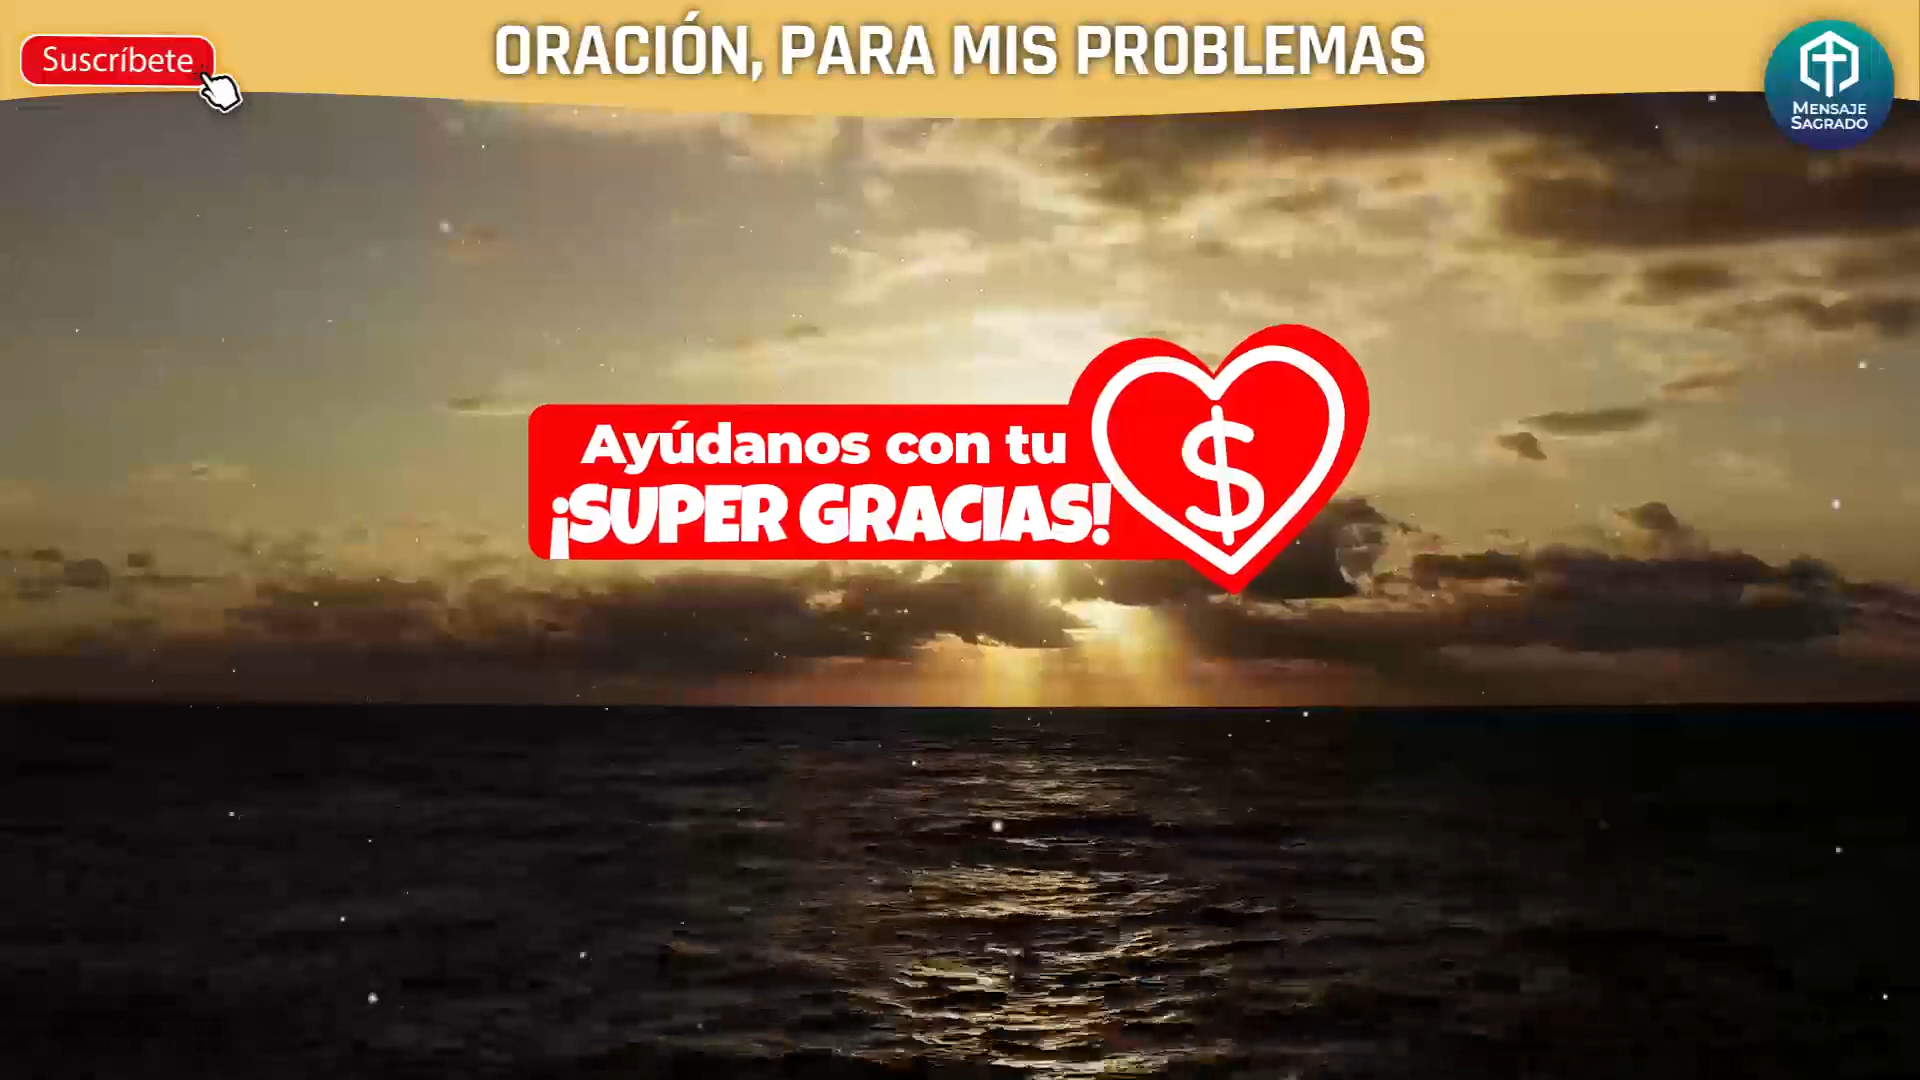 Suscríbete
ORACIÓN, PARA MIS PROBLEMAS
MENSAJE
SAGRADO
Ayúdanos con tu
¡SUPER GRACIAS!
$